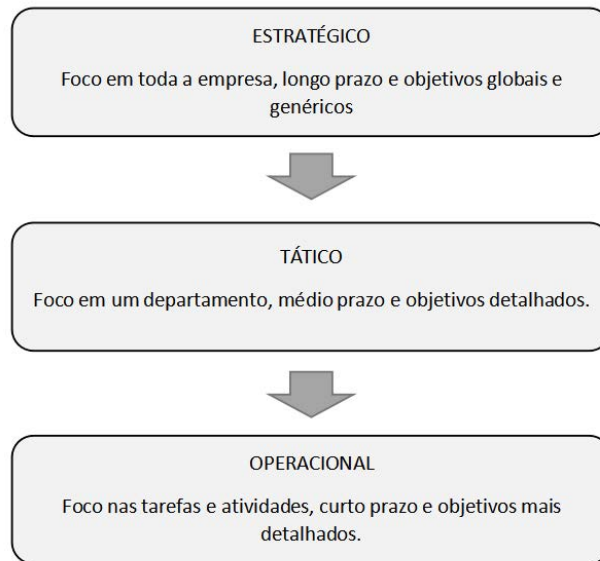 ESTRATÉGICO
Foco em toda a empresa, longo prazo e objetivos globais e
genéricos
TÁTICO
Foco em um departamento, médio prazo e objetivos detalhados.
OPERACIONAL
Foco nas tarefas e atividades, curto prazo e objetivos mais
detalhados.